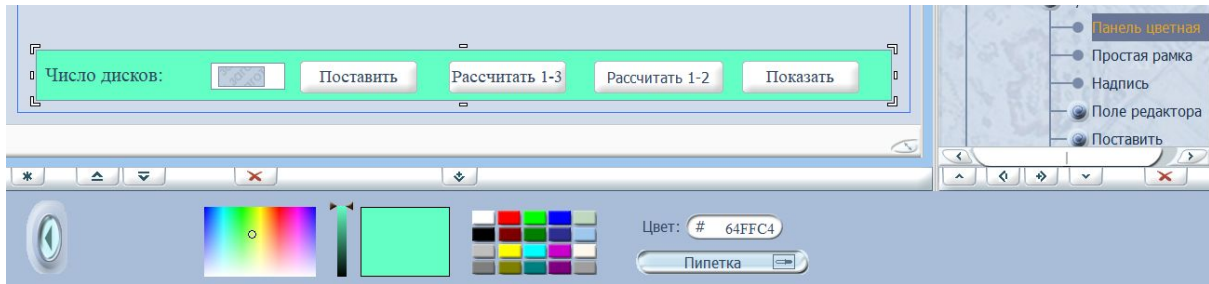 Панель цветная
Простая рамка
Надпись
Поле редактора
Поставить
Число дисков: Поставить Рассчитать 1-3 Рассчитать 1-2 Показать
Цвет: # 64FFC4
Пипетка